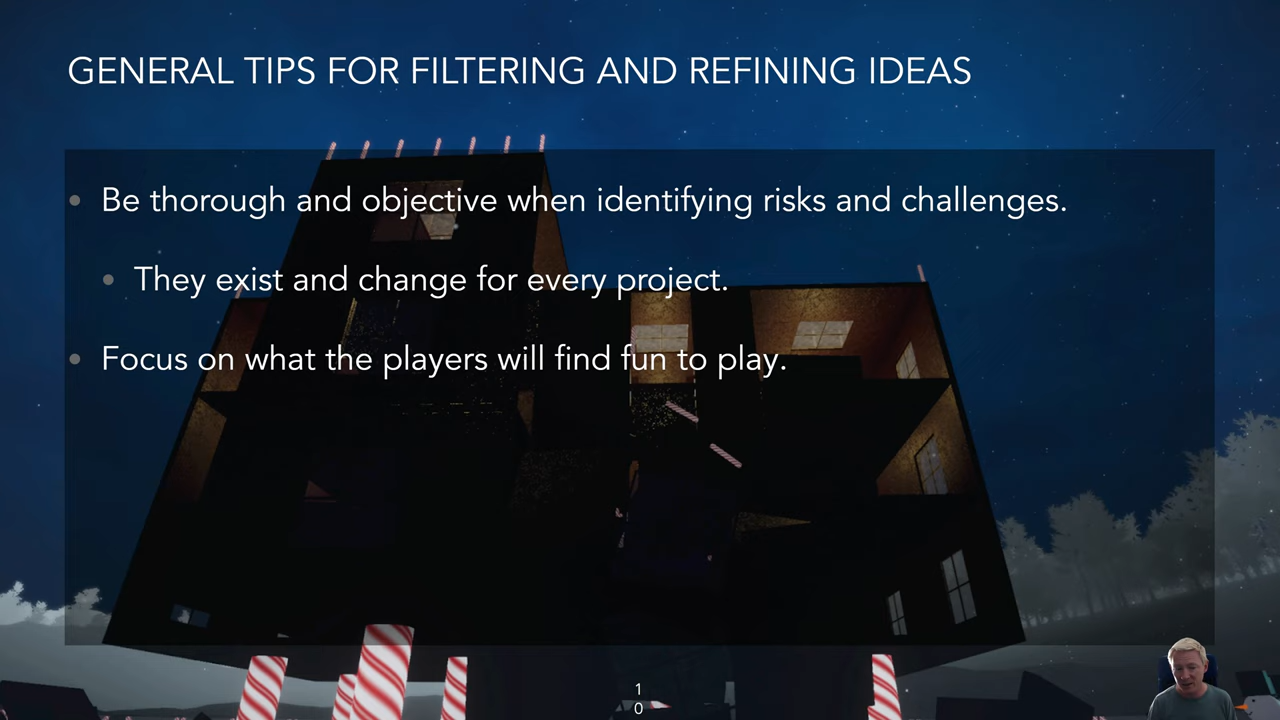 GENERAL TIPS FOR FILTERING AND REFINING IDEAS
Be thorough and objective when identifying risks and challenges.
They exist and change for every project.
Focus on what the players will find fun to play.
1
0